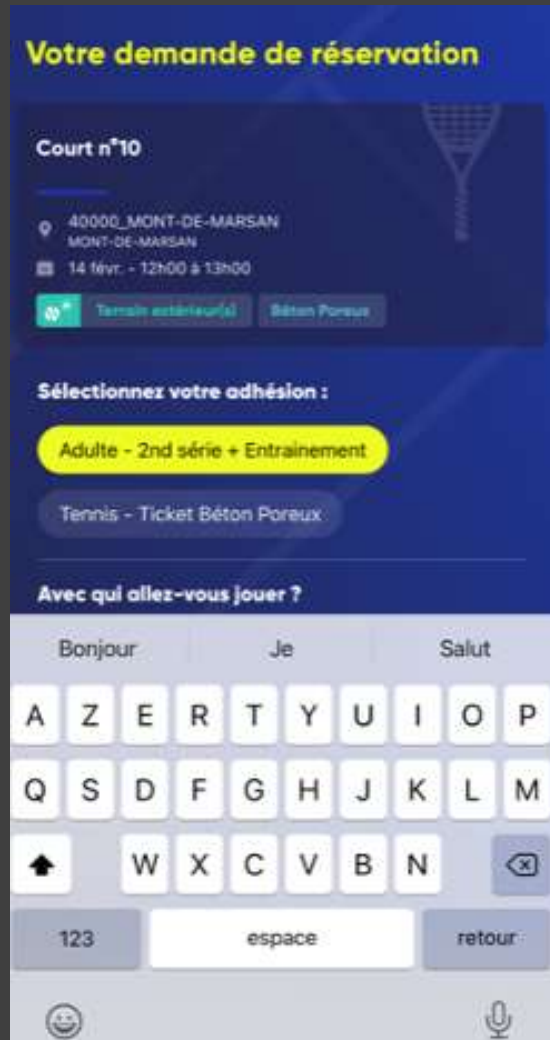 Votre demande de réservation
Court n°10
40000_MONT-DE-MARSAN
MONT-DE-MARSAN
14 févr. - 12h00 à 13h00
Terrain extérieur(s) Béton Poreux
Sélectionnez votre adhésion :
Adulte - 2nd série + Entrainement
Tennis - Ticket Béton Poreux
Avec qui allez-vous jouer ?
Bonjour Je Salut
A Z E R T Y U I O P
Q S D F G H J K L M
W X C V B N
123 espace retour